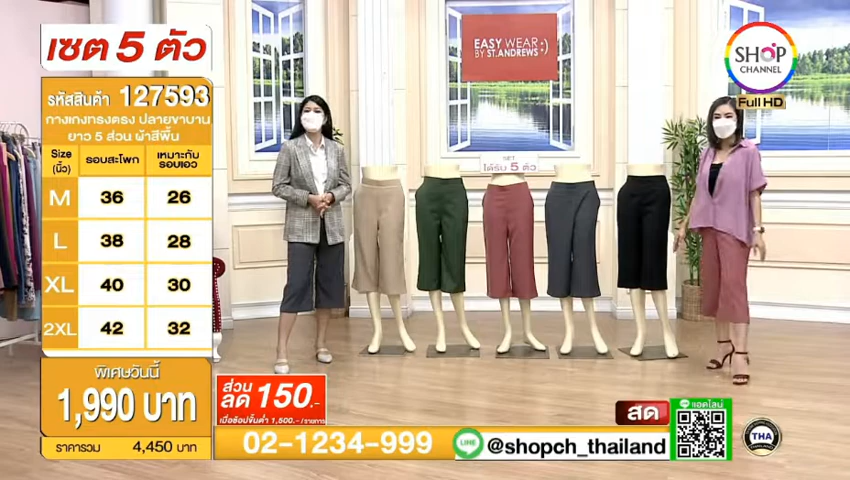 เซต 5 ตัว
รหัสสินค้า 127593
กางเกงทรงตรง ปลายขาบาน
ยาว 5 ส่วน ผ้าสีพื้น
Size (นิ้ว) รอบสะโพก เหมาะกับรอบเอว
M 36 26
L 38 28
XL 40 30
2XL 42 32
พิเศษวันนี้
1,990 บาท
ราคารวม 4,450 บาท
ส่วนลด 150.-
เมื่อช้อปขั้นต่ำ 1,500.- /รายการ
EASY WEAR :)
BY ST.ANDREWS
SET
ได้รับ 5 ตัว
SHOP
CHANNEL
Full HD
สด
LINE แอดไลน์
02-1234-999 LINE @shopch_thailand
THA